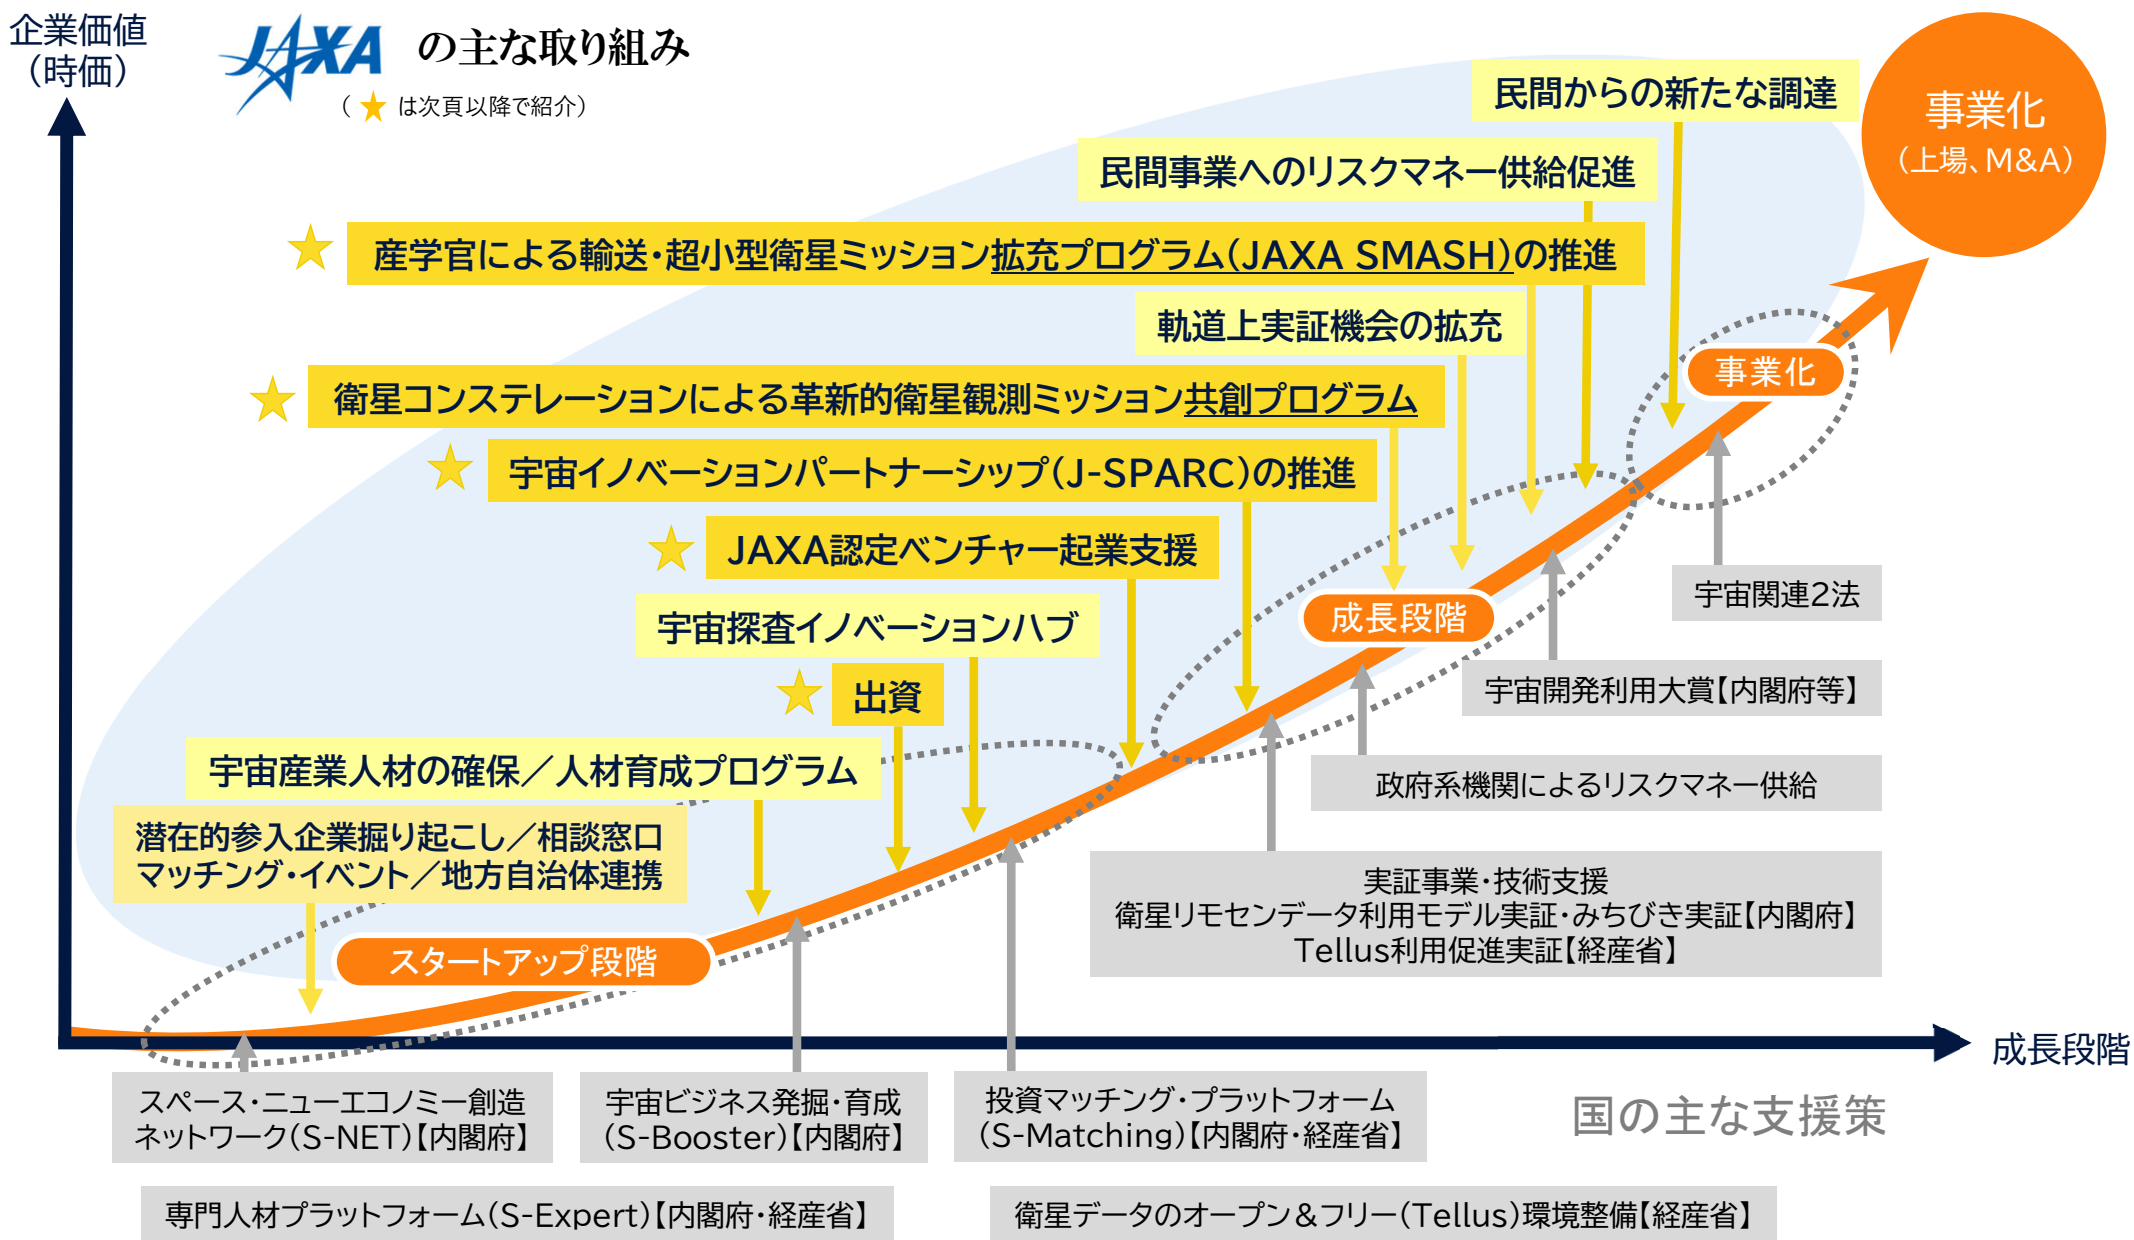 企業価値
（時価）
JAXA の主な取り組み
（★は次頁以降で紹介）
事業化
（上場、M&A）
民間からの新たな調達
民間事業へのリスクマネー供給促進
★ 産学官による輸送・超小型衛星ミッション拡充プログラム(JAXA SMASH)の推進
軌道上実証機会の拡充
事業化
★ 衛星コンステレーションによる革新的衛星観測ミッション共創プログラム
★ 宇宙イノベーションパートナーシップ(J-SPARC)の推進
★ JAXA認定ベンチャー起業支援
宇宙関連2法
宇宙探査イノベーションハブ
成長段階
★ 出資
宇宙開発利用大賞【内閣府等】
宇宙産業人材の確保／人材育成プログラム
政府系機関によるリスクマネー供給
潜在的参入企業掘り起こし／相談窓口
マッチング・イベント／地方自治体連携
実証事業・技術支援
衛星リモセンデータ利用モデル実証・みちびき実証【内閣府】
Tellus利用促進実証【経産省】
スタートアップ段階
成長段階
スペース・ニューエコノミー創造
ネットワーク(S-NET)【内閣府】
宇宙ビジネス発掘・育成
(S-Booster)【内閣府】
投資マッチング・プラットフォーム
(S-Matching)【内閣府・経産省】
国の主な支援策
専門人材プラットフォーム(S-Expert)【内閣府・経産省】
衛星データのオープン＆フリー(Tellus)環境整備【経産省】